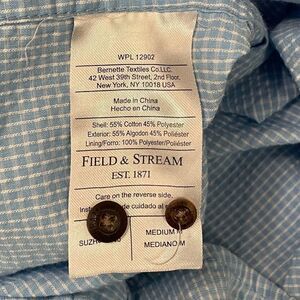 WPL 12902
Bernette Textiles Co.LLC.
42 West 39th Street, 2nd Floor.
New York, NY 10018 USA
Made in China
Hecho en China
Shell: 55% Cotton 45% Polyester
Exterior: 55% Algodón 45% Poliéster
Lining/Forro: 100% Polyester/Poliéster
FIELD & STREAM
EST. 1871
Care on the reverse side.
de cuidado al
MEDIUM
SUZH
MEDIANO M